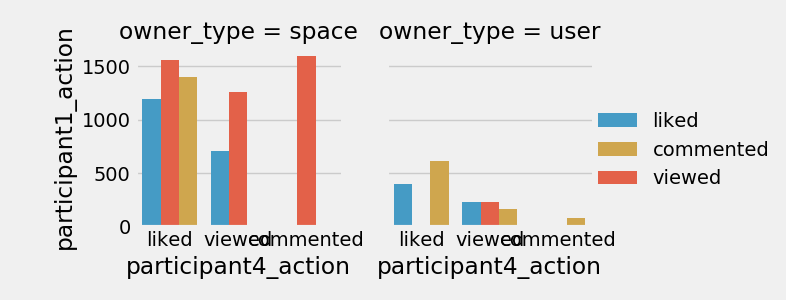 owner_type = space
owner_type = user
participant1_action
1500
1000
500
0
liked
viewed
commented
liked
viewed
commented
participant4_action
participant4_action
liked
commented
viewed